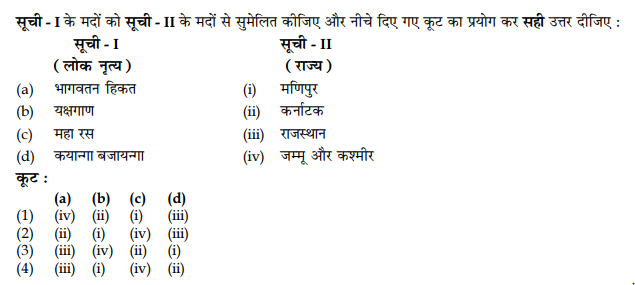 सूची - I के मदों को सूची - II के मदों से सुमेलित कीजिए और नीचे दिए गए कूट का प्रयोग कर सही उत्तर दीजिए :
सूची - I सूची - II
( लोक नृत्य ) ( राज्य )
(a) भागवतन हिकत (i) मणिपुर
(b) यक्षगाण (ii) कर्नाटक
(c) महा रस (iii) राजस्थान
(d) कयान्गा बजायन्गा (iv) जम्मू और कश्मीर
कूट :
(a) (b) (c) (d)
(1) (iv) (ii) (i) (iii)
(2) (ii) (i) (iv) (iii)
(3) (iii) (iv) (ii) (i)
(4) (iii) (i) (iv) (ii)